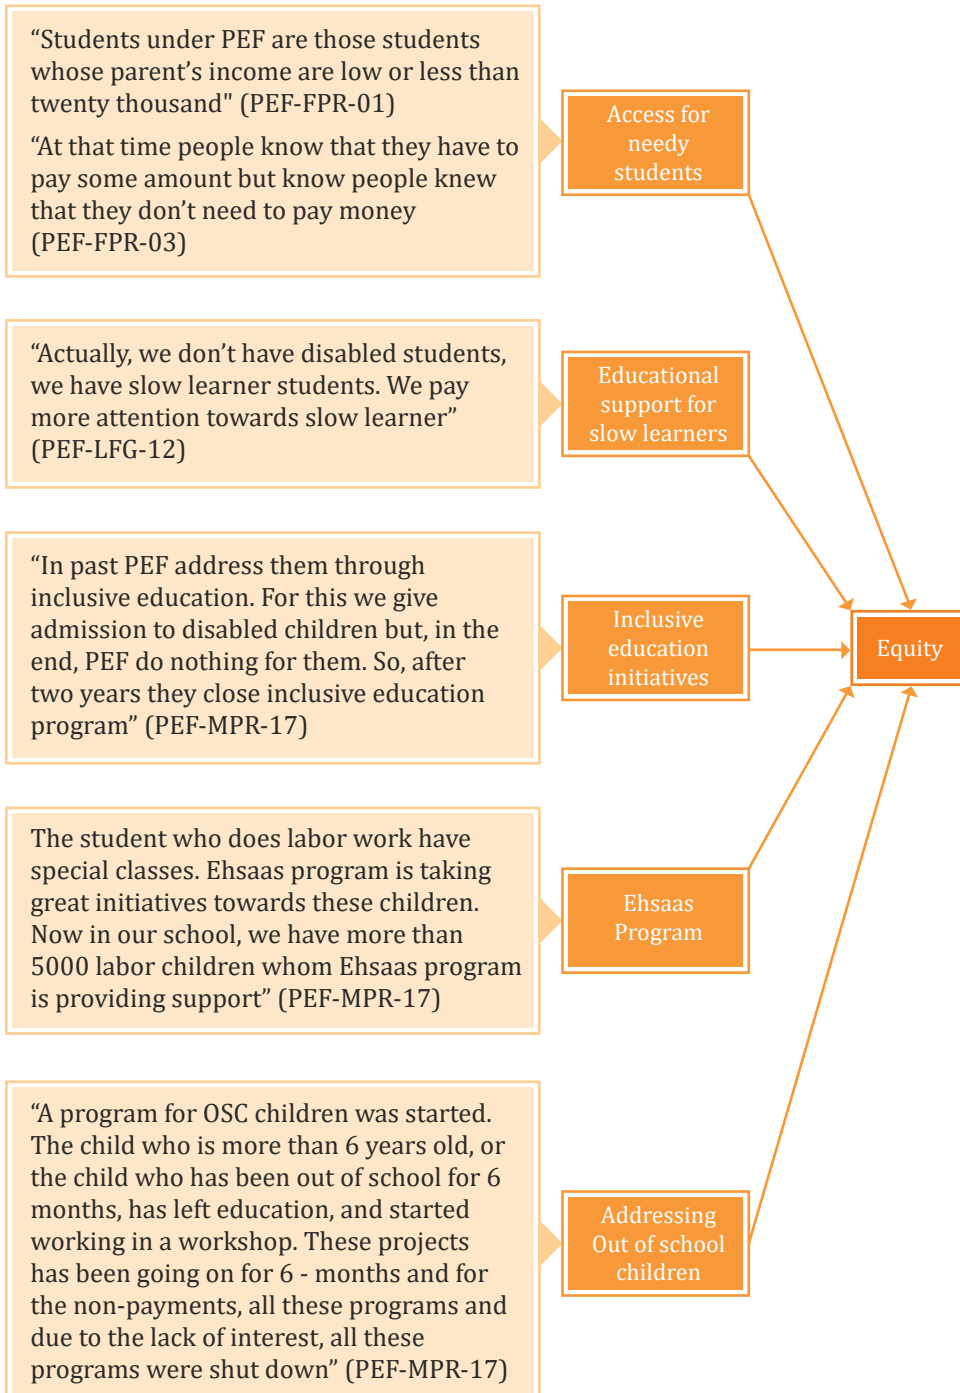 “Students under PEF are those students
whose parent’s income are low or less than
twenty thousand" (PEF-FPR-01)
“At that time people know that they have to
pay some amount but know people knew
that they don’t need to pay money
(PEF-FPR-03)
Access for
needy
students
“Actually, we don’t have disabled students,
we have slow learner students. We pay
more attention towards slow learner”
(PEF-LFG-12)
Educational
support for
slow learners
“In past PEF address them through
inclusive education. For this we give
admission to disabled children but, in the
end, PEF do nothing for them. So, after
two years they close inclusive education
program” (PEF-MPR-17)
Inclusive
education
initiatives
Equity
The student who does labor work have
special classes. Ehsaas program is taking
great initiatives towards these children.
Now in our school, we have more than
5000 labor children whom Ehsaas program
is providing support” (PEF-MPR-17)
Ehsaas
Program
“A program for OSC children was started.
The child who is more than 6 years old, or
the child who has been out of school for 6
months, has left education, and started
working in a workshop. These projects
has been going on for 6 - months and for
the non-payments, all these programs and
due to the lack of interest, all these
programs were shut down” (PEF-MPR-17)
Addressing
Out of school
children